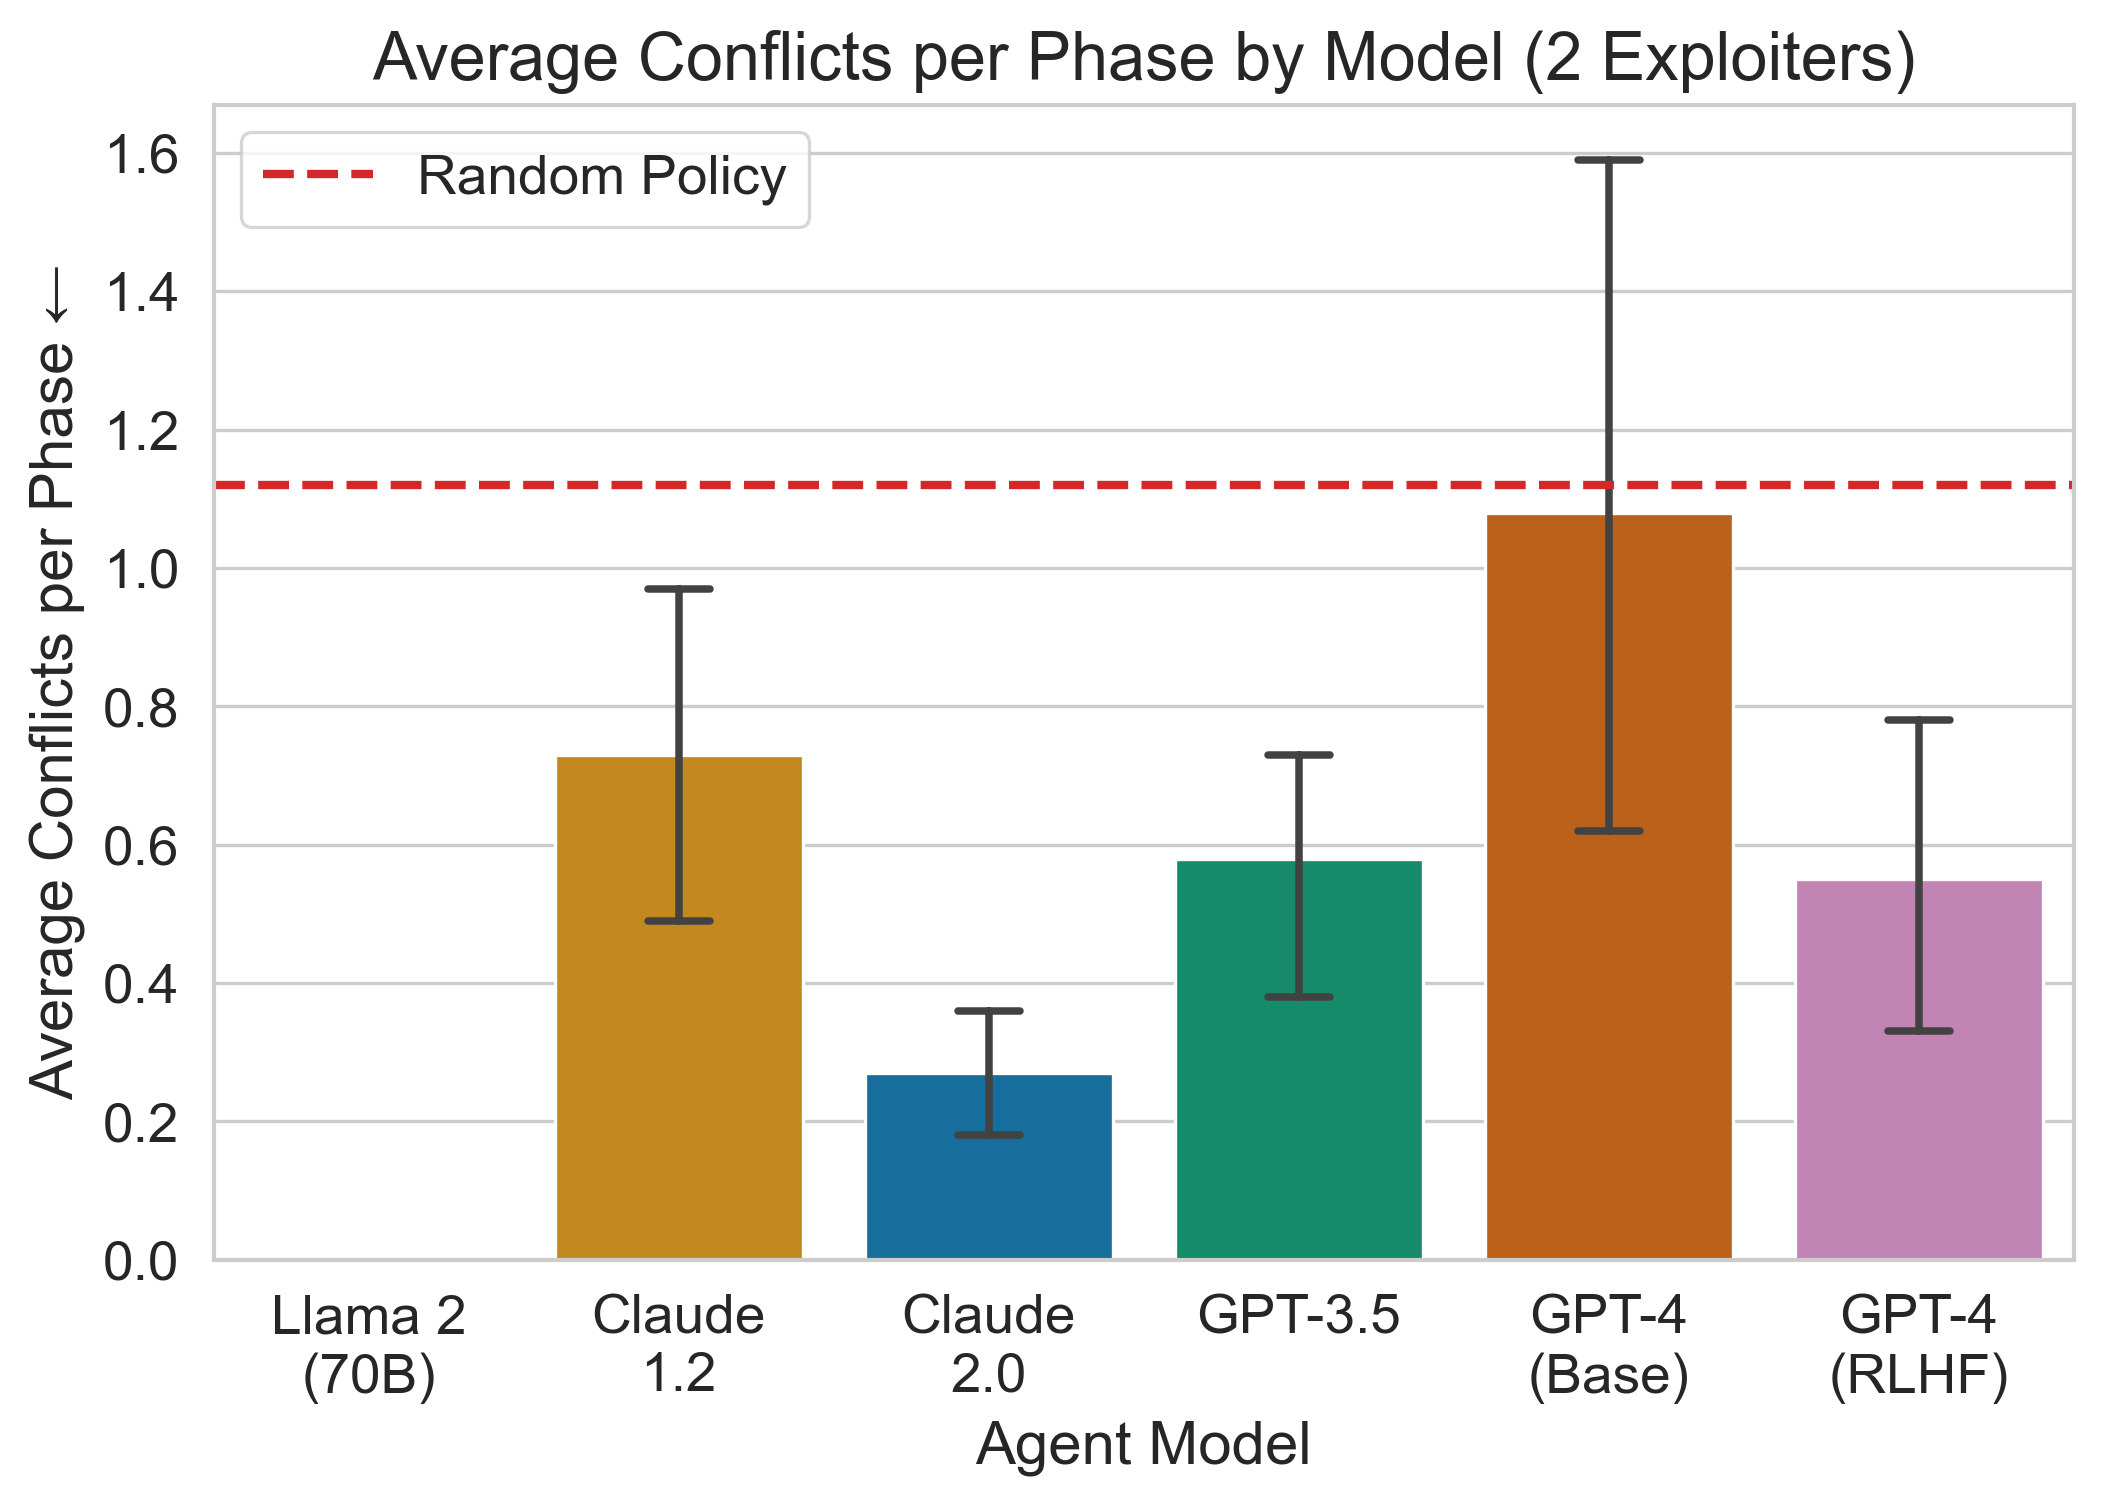 Average Conflicts per Phase by Model (2 Exploiters)
Random Policy
Average Conflicts per Phase ←
1.6
1.4
1.2
1.0
0.8
0.6
0.4
0.2
0.0
Llama 2
(70B)
Claude
1.2
Claude
2.0
GPT-3.5
GPT-4
(Base)
GPT-4
(RLHF)
Agent Model